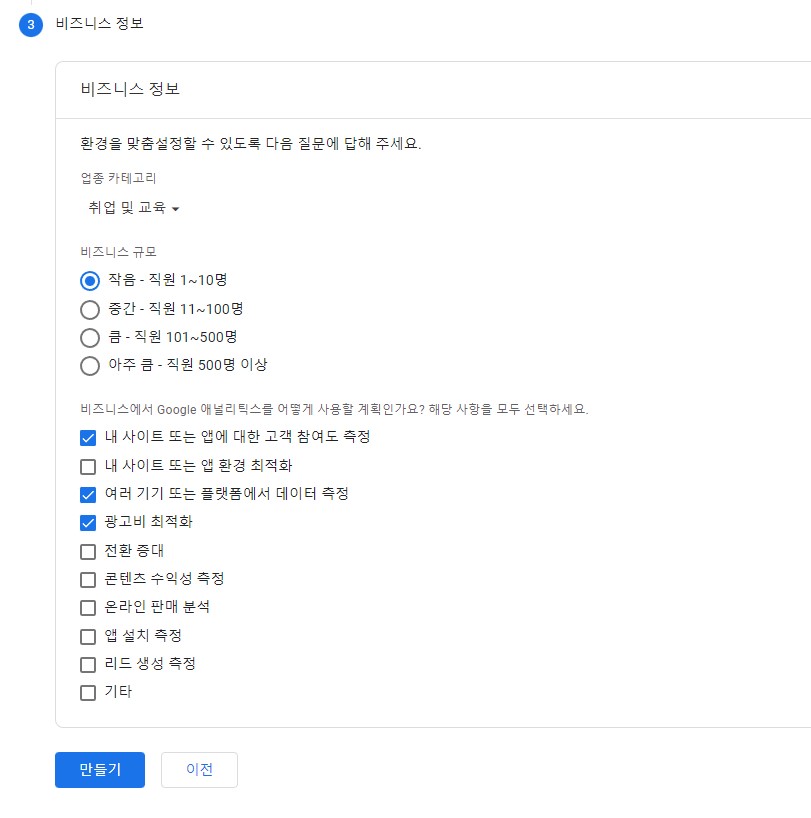 3 비즈니스 정보
비즈니스 정보
환경을 맞춤설정할 수 있도록 다음 질문에 답해 주세요.
업종 카테고리
취업 및 교육
비즈니스 규모
작음 - 직원 1~10명
중간 - 직원 11~100명
큼 - 직원 101~500명
아주 큼 - 직원 500명 이상
비즈니스에서 Google 애널리틱스를 어떻게 사용할 계획인가요? 해당 사항을 모두 선택하세요.
내 사이트 또는 앱에 대한 고객 참여도 측정
내 사이트 또는 앱 환경 최적화
여러 기기 또는 플랫폼에서 데이터 측정
광고비 최적화
전환 증대
콘텐츠 수익성 측정
온라인 판매 분석
앱 설치 측정
리드 생성 측정
기타
만들기 이전